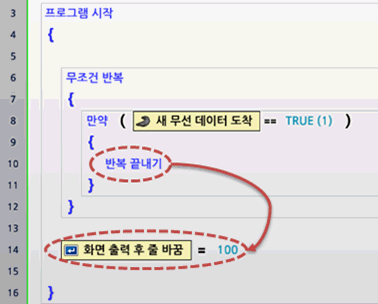 3 프로그램 시작
4 {
5
6 무조건 반복
7 {
8 만약 ( 새 무선 데이터 도착 == TRUE (1) )
9 {
10 반복 끝내기
11 }
12 }
13
14 화면 출력 후 줄 바꿈 = 100
15
16 }